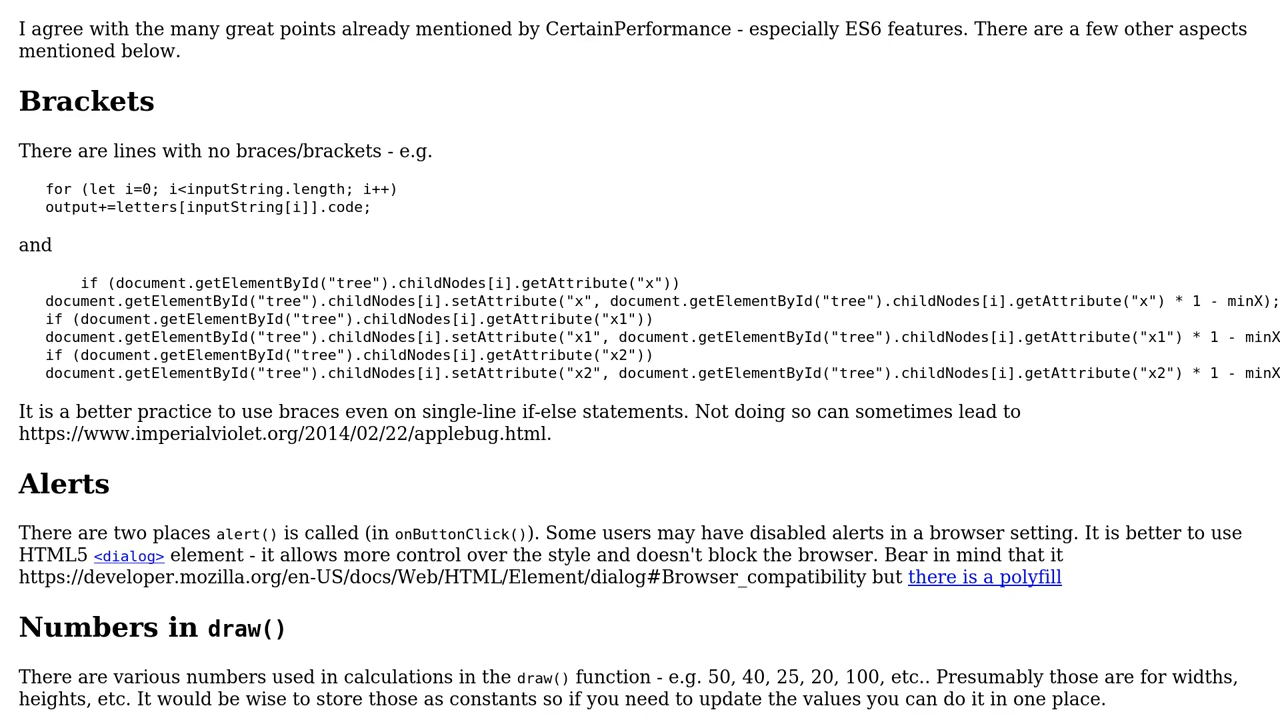 I agree with the many great points already mentioned by CertainPerformance - especially ES6 features. There are a few other aspects
mentioned below.
Brackets
There are lines with no braces/brackets - e.g.
for (let i=0; i<inputString.length; i++)
output+=letters[inputString[i]].code;
and
if (document.getElementById("tree").childNodes[i].getAttribute("x"))
document.getElementById("tree").childNodes[i].setAttribute("x", document.getElementById("tree").childNodes[i].getAttribute("x") * 1 - minX);
if (document.getElementById("tree").childNodes[i].getAttribute("x1"))
document.getElementById("tree").childNodes[i].setAttribute("x1", document.getElementById("tree").childNodes[i].getAttribute("x1") * 1 - minX
if (document.getElementById("tree").childNodes[i].getAttribute("x2"))
document.getElementById("tree").childNodes[i].setAttribute("x2", document.getElementById("tree").childNodes[i].getAttribute("x2") * 1 - minX
It is a better practice to use braces even on single-line if-else statements. Not doing so can sometimes lead to
https://www.imperialviolet.org/2014/02/22/applebug.html.
Alerts
There are two places alert() is called (in onButtonClick()). Some users may have disabled alerts in a browser setting. It is better to use
HTML5 <dialog> element - it allows more control over the style and doesn't block the browser. Bear in mind that it
https://developer.mozilla.org/en-US/docs/Web/HTML/Element/dialog#Browser_compatibility but there is a polyfill
Numbers in draw()
There are various numbers used in calculations in the draw() function - e.g. 50, 40, 25, 20, 100, etc.. Presumably those are for widths,
heights, etc. It would be wise to store those as constants so if you need to update the values you can do it in one place.